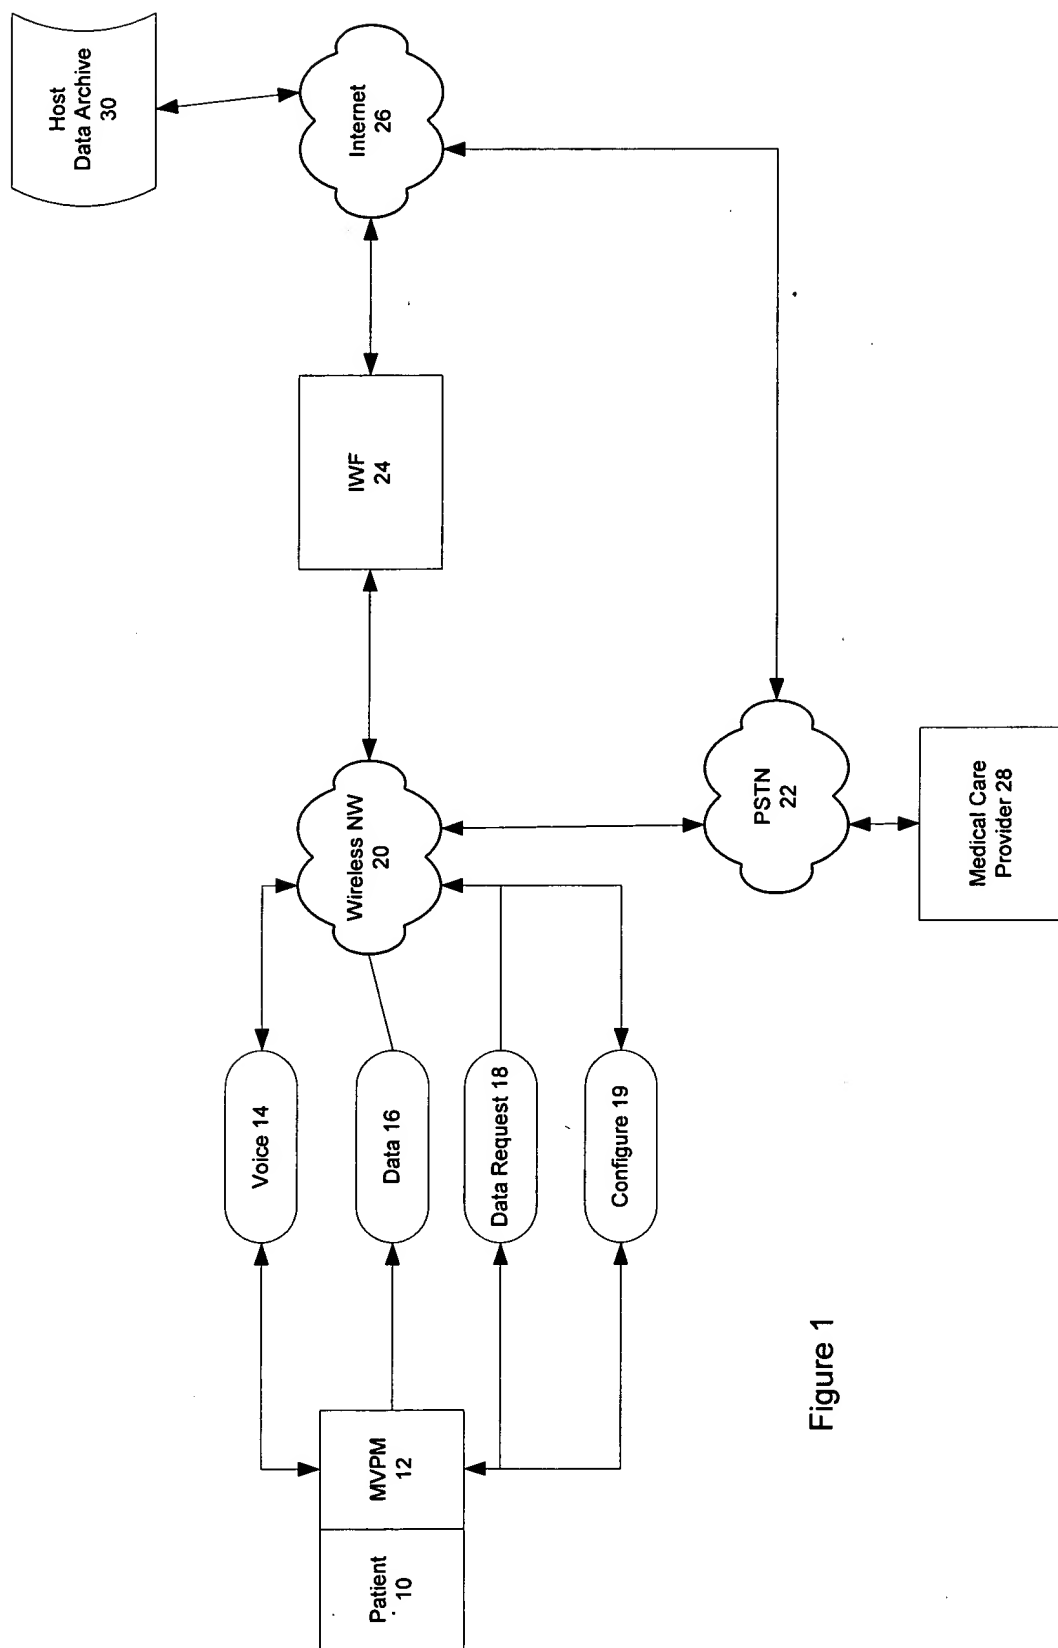 Patient
10
MVPM
12
Voice 14
Data 16
Data Request 18
Configure 19
Wireless NW
20
IWF
24
Internet
26
Host
Data Archive
30
PSTN
22
Medical Care
Provider 28
Figure 1